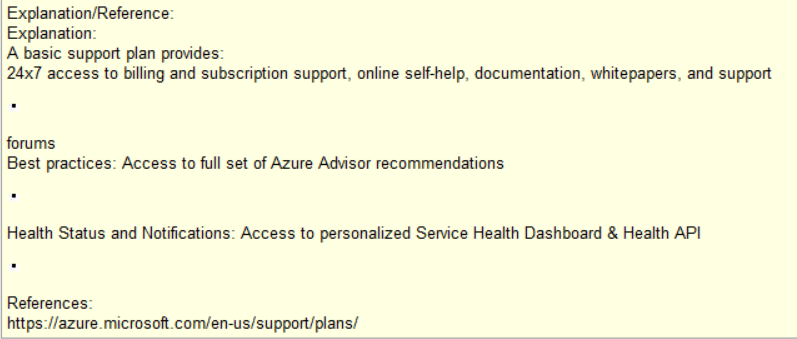 Explanation/Reference:
Explanation:
A basic support plan provides:
24x7 access to billing and subscription support, online self-help, documentation, whitepapers, and support
▪
forums
Best practices: Access to full set of Azure Advisor recommendations
▪
Health Status and Notifications: Access to personalized Service Health Dashboard & Health API
▪
References:
https://azure.microsoft.com/en-us/support/plans/